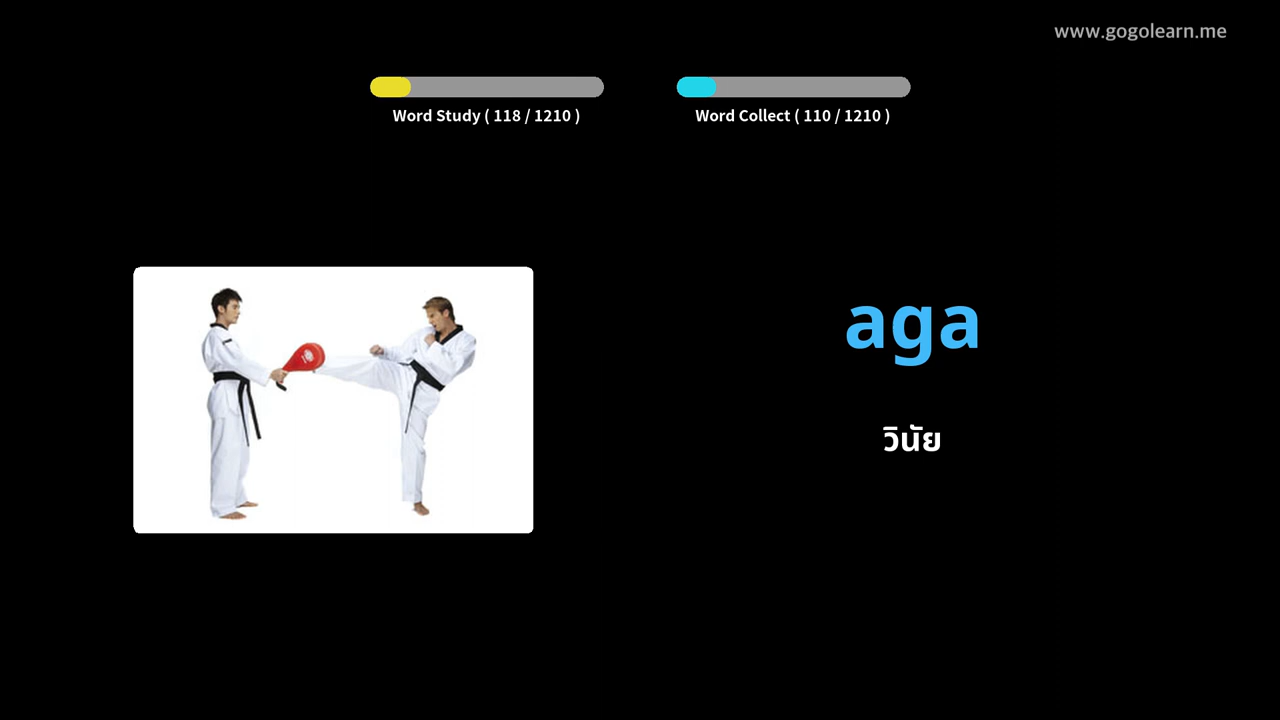 www.gogolearn.me
Word Study ( 118 / 1210 )
Word Collect ( 110 / 1210 )
aga
วินัย